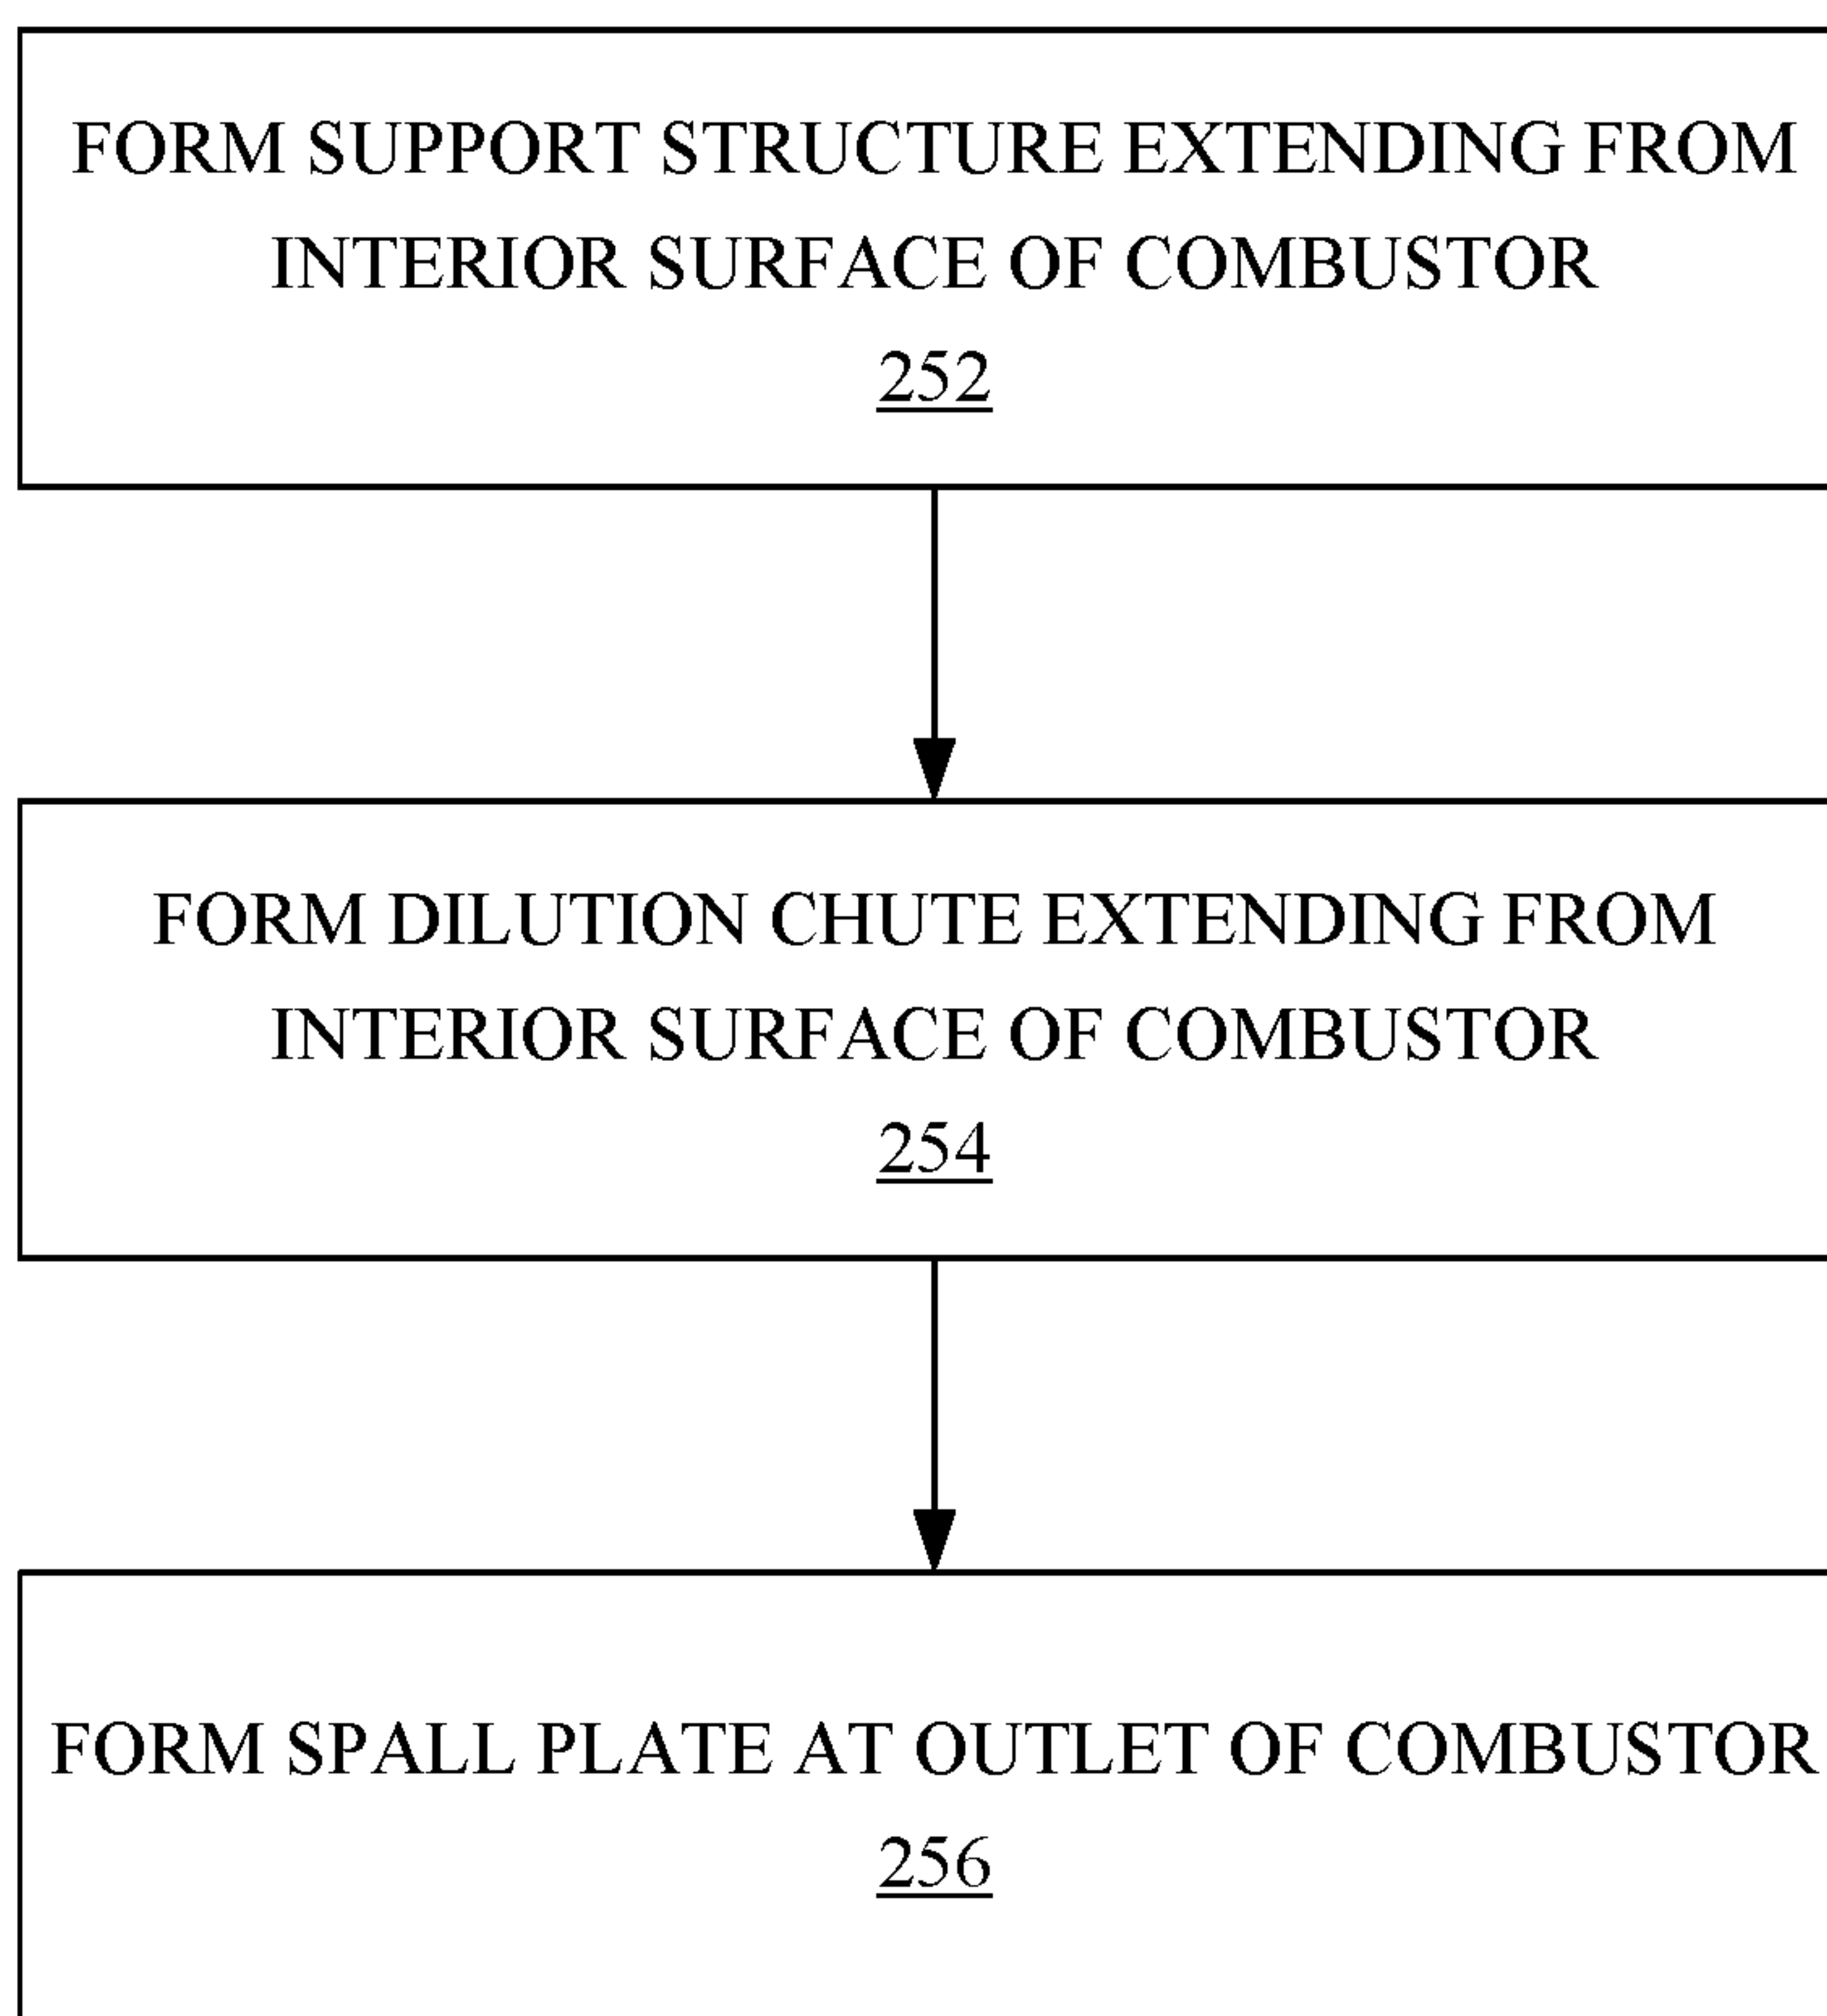 FORM SUPPORT STRUCTURE EXTENDING FROM
INTERIOR SURFACE OF COMBUSTOR
252
FORM DILUTION CHUTE EXTENDING FROM
INTERIOR SURFACE OF COMBUSTOR
254
FORM SPALL PLATE AT OUTLET OF COMBUSTOR
256